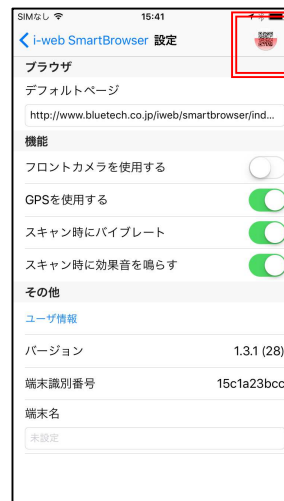 SIMなし 15:41
i-web SmartBrowser 設定
ブラウザ
デフォルトページ
http://www.bluetech.co.jp/iweb/smartbrowser/ind...
機能
フロントカメラを使用する
GPSを使用する
スキャン時にバイブレート
スキャン時に効果音を鳴らす
その他
ユーザ情報
バージョン 1.3.1 (28)
端末識別番号 15c1a23bcc
端末名
未設定